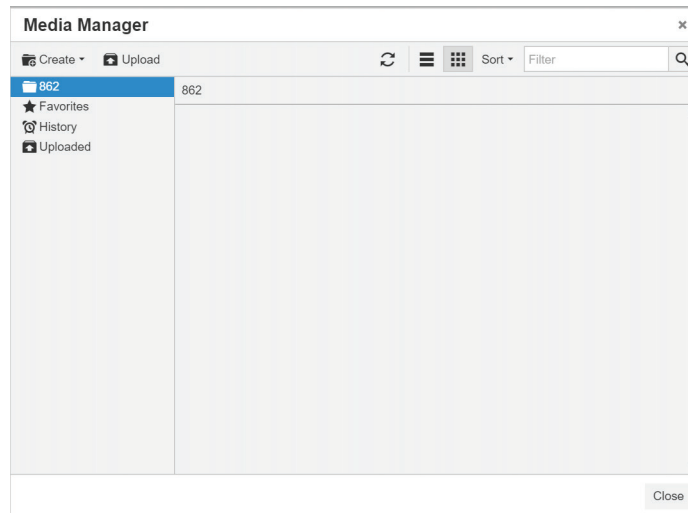 Media Manager
Create Upload Sort Filter
862
Favorites
History
Uploaded
862
Close